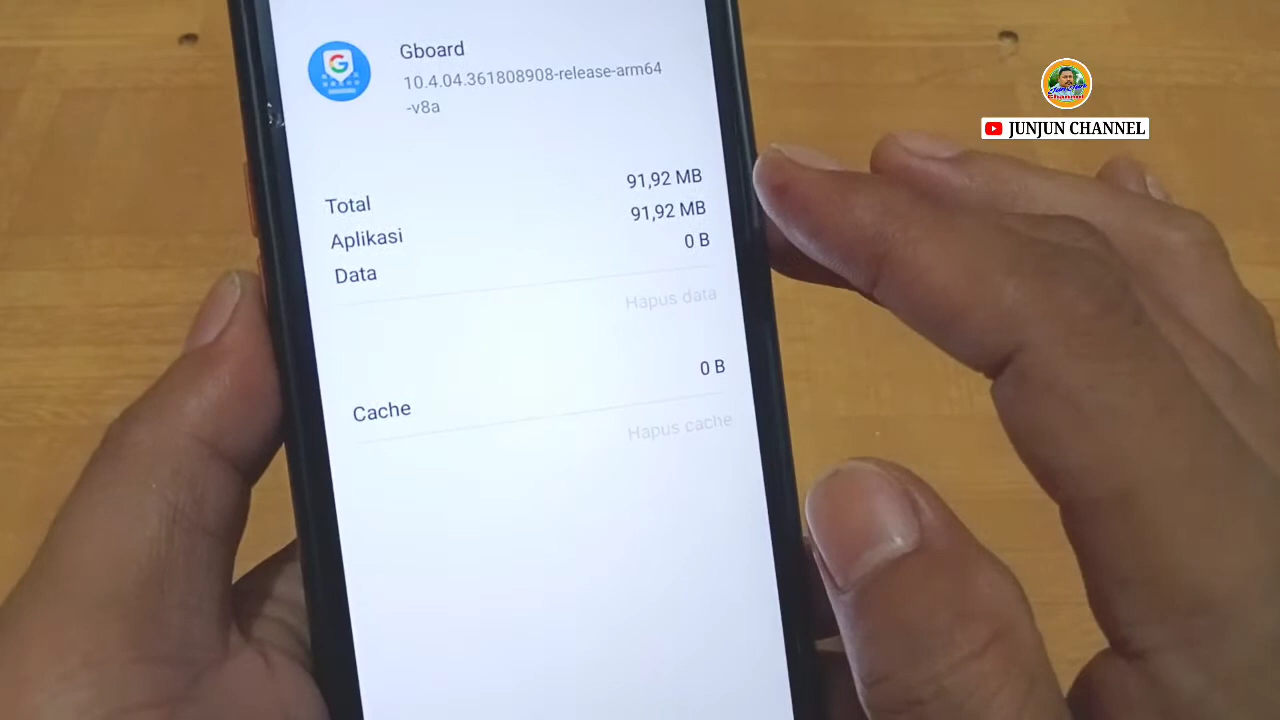 Gboard
10.4.04.361808908-release-arm64
-v8a
Total 91,92 MB
Aplikasi 91,92 MB
Data 0 B
Hapus data
Cache 0 B
Hapus cache
JUNJUN CHANNEL